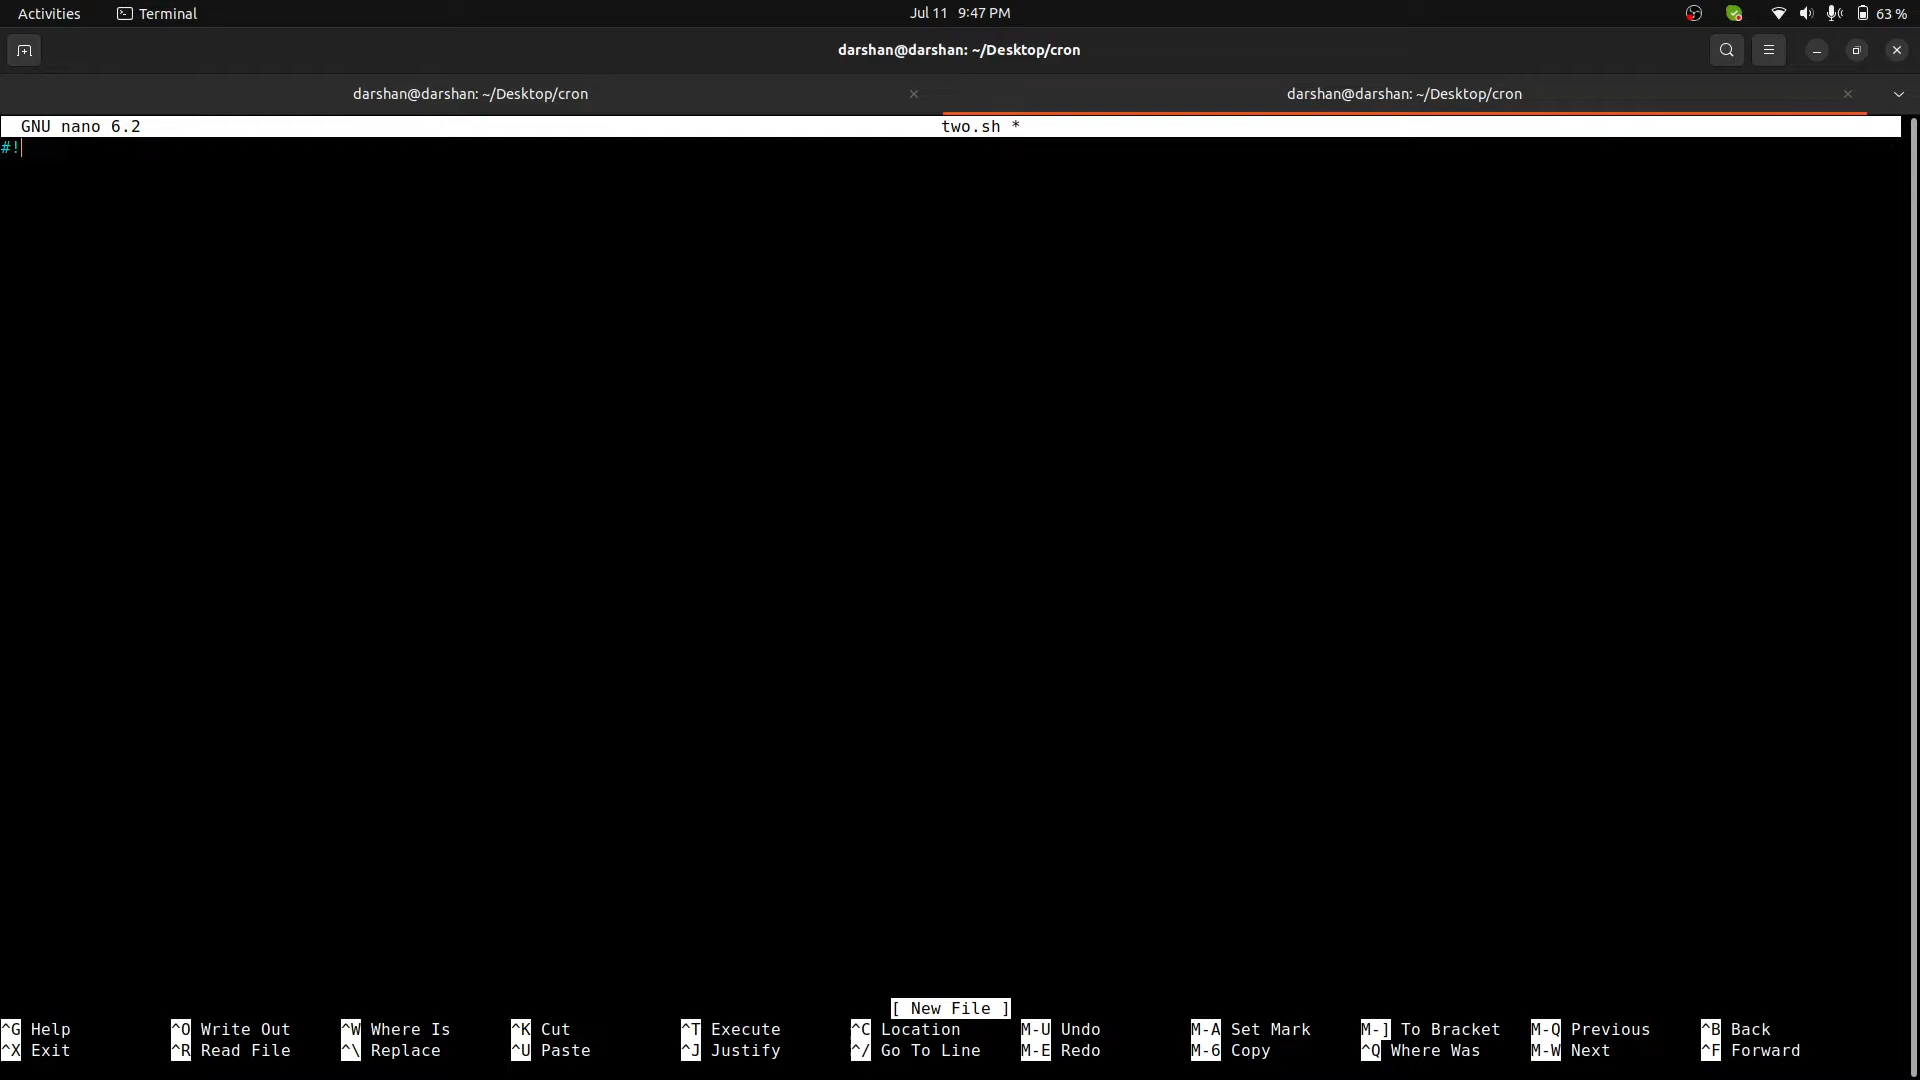 Activities Terminal Jul 11 9:47 PM 63 %
darshan@darshan: ~/Desktop/cron
darshan@darshan: ~/Desktop/cron darshan@darshan: ~/Desktop/cron
GNU nano 6.2 two.sh *
#!
[ New File ]
^G Help ^O Write Out ^W Where Is ^K Cut ^T Execute ^C Location M-U Undo M-A Set Mark M-] To Bracket M-Q Previous ^B Back
^X Exit ^R Read File ^\ Replace ^U Paste ^J Justify ^/ Go To Line M-E Redo M-6 Copy ^Q Where Was M-W Next ^F Forward